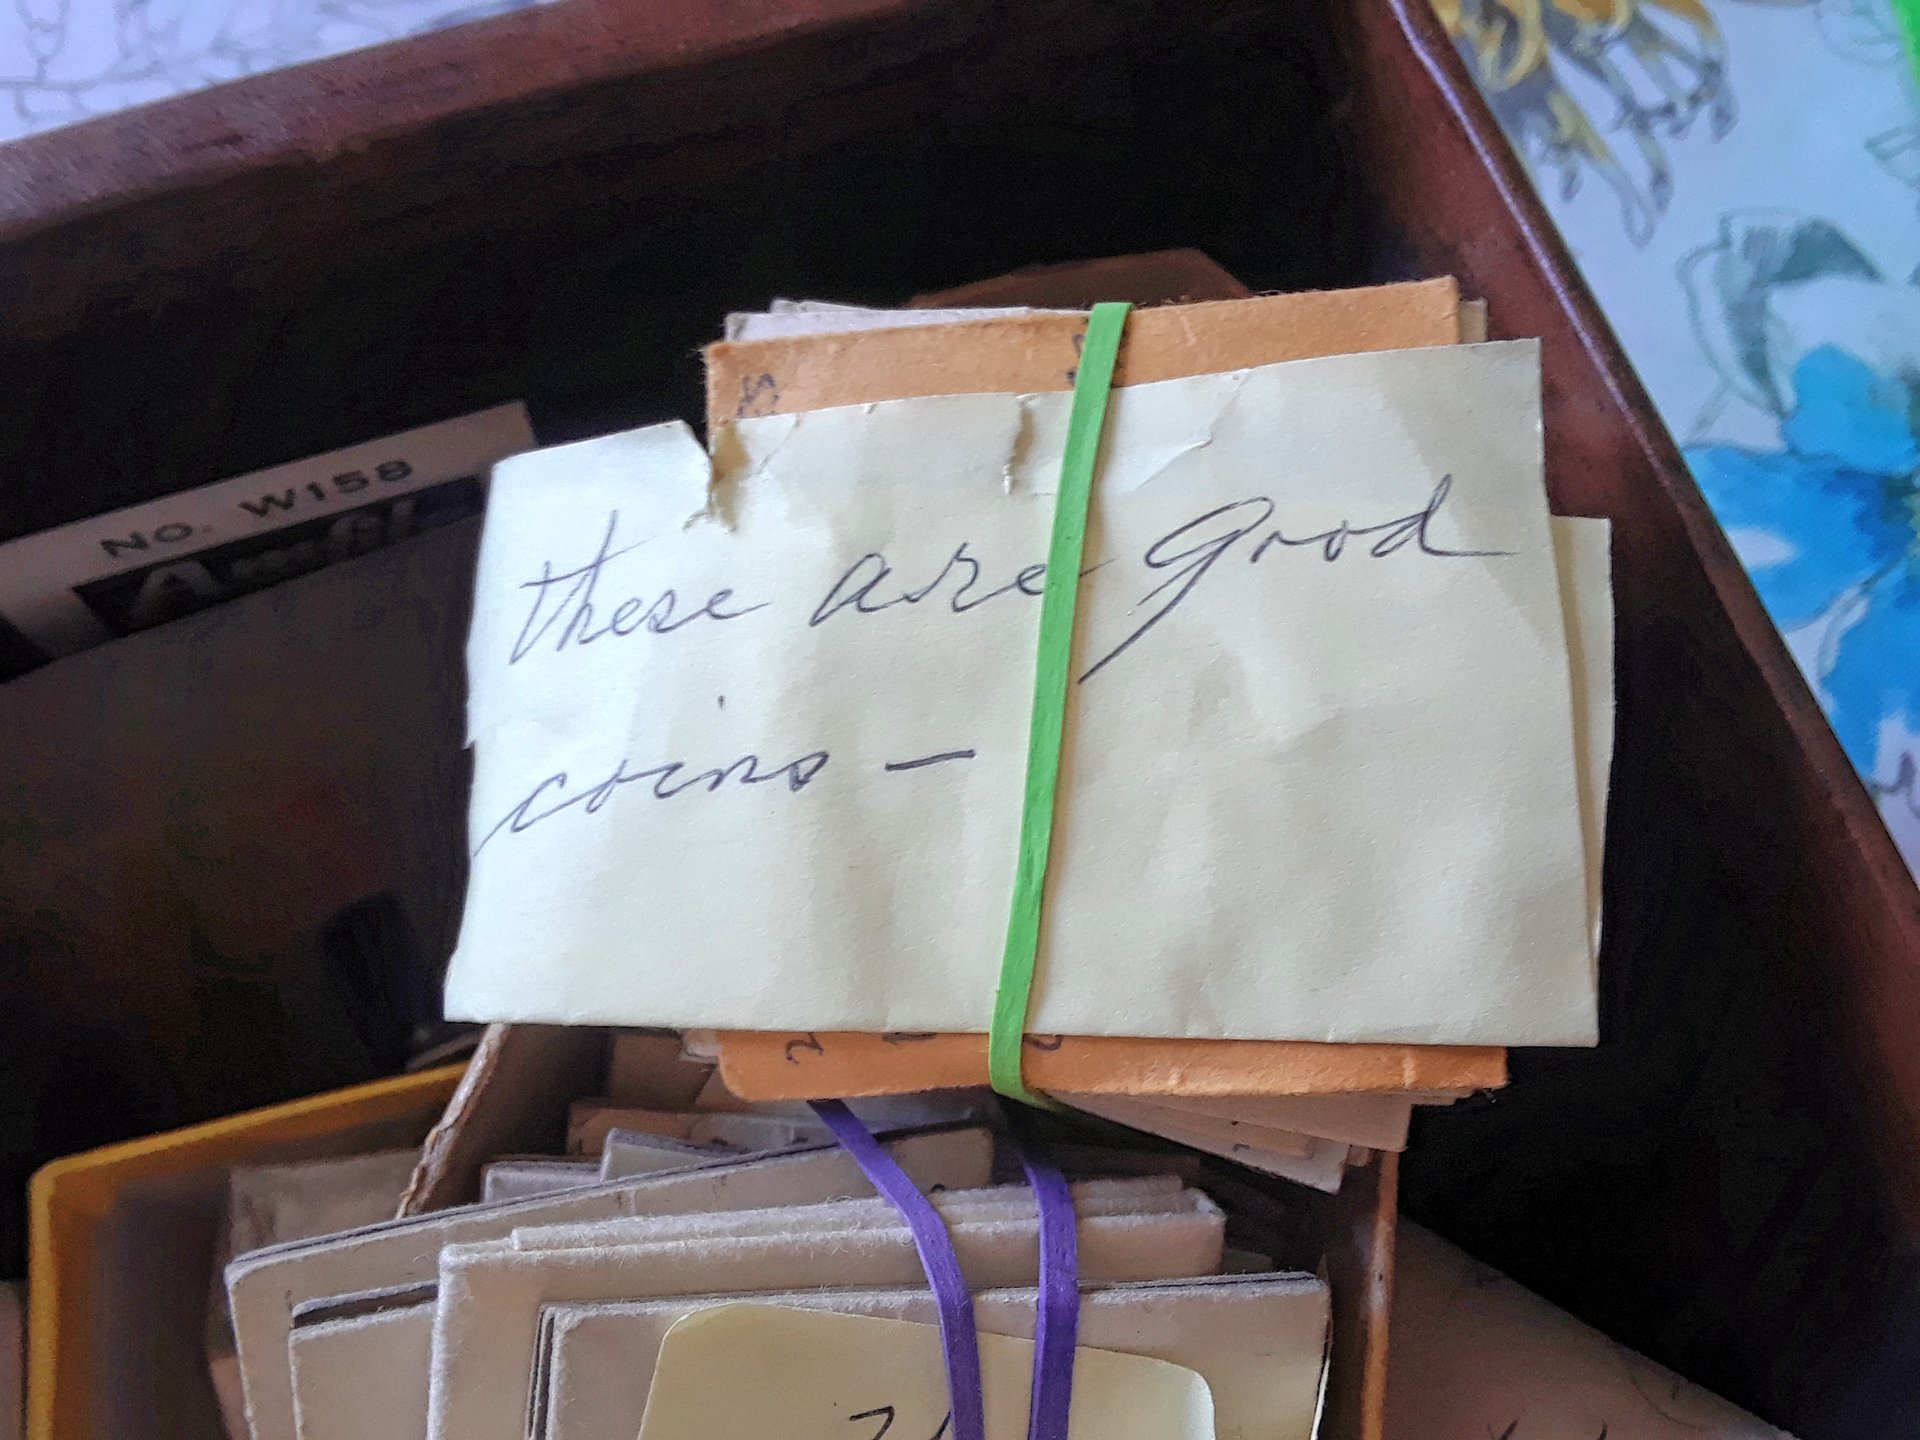 No. W158
these are good
coins –